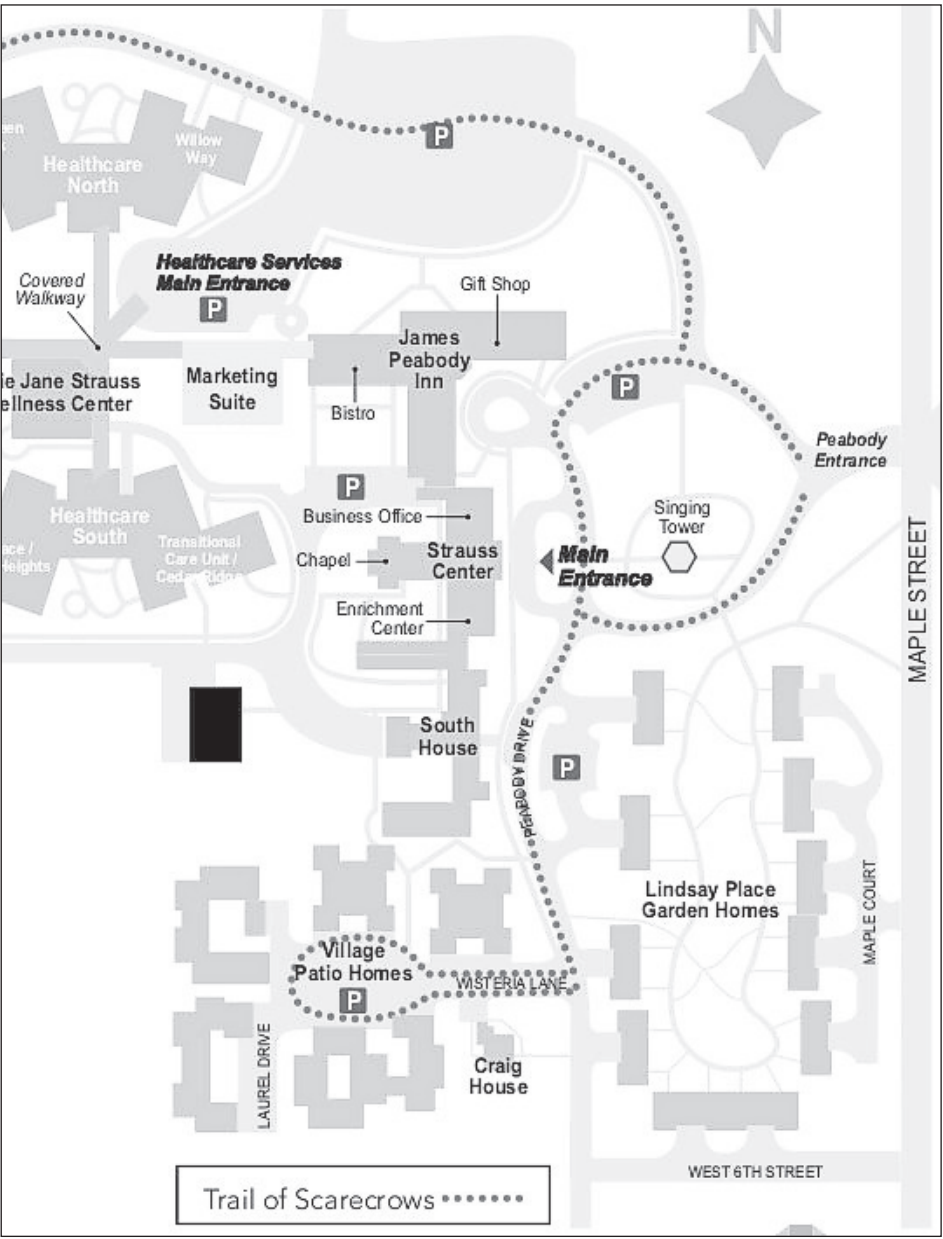 N
P
Willow
Way
Healthcare
North
Healthcare Services
Main Entrance
Covered
Walkway
P
Gift Shop
James
Peabody
Inn
Jane Strauss
Marketing
Suite
Center
Bistro
P
Peabody
Entrance
P
Business Office
Singing
Tower
Healthcare
South
Transitional
Care Unit /
Cedar Ridge
Chapel
Strauss
Center
Main
Entrance
Enrichment
Center
MAPLE STREET
South
House
PEABODY DRIVE
P
Lindsay Place
Garden Homes
MAPLE COURT
Village
Patio Homes
P
WISTERIA LANE
LAUREL DRIVE
Craig
House
WEST 6TH STREET
Trail of Scarecrows